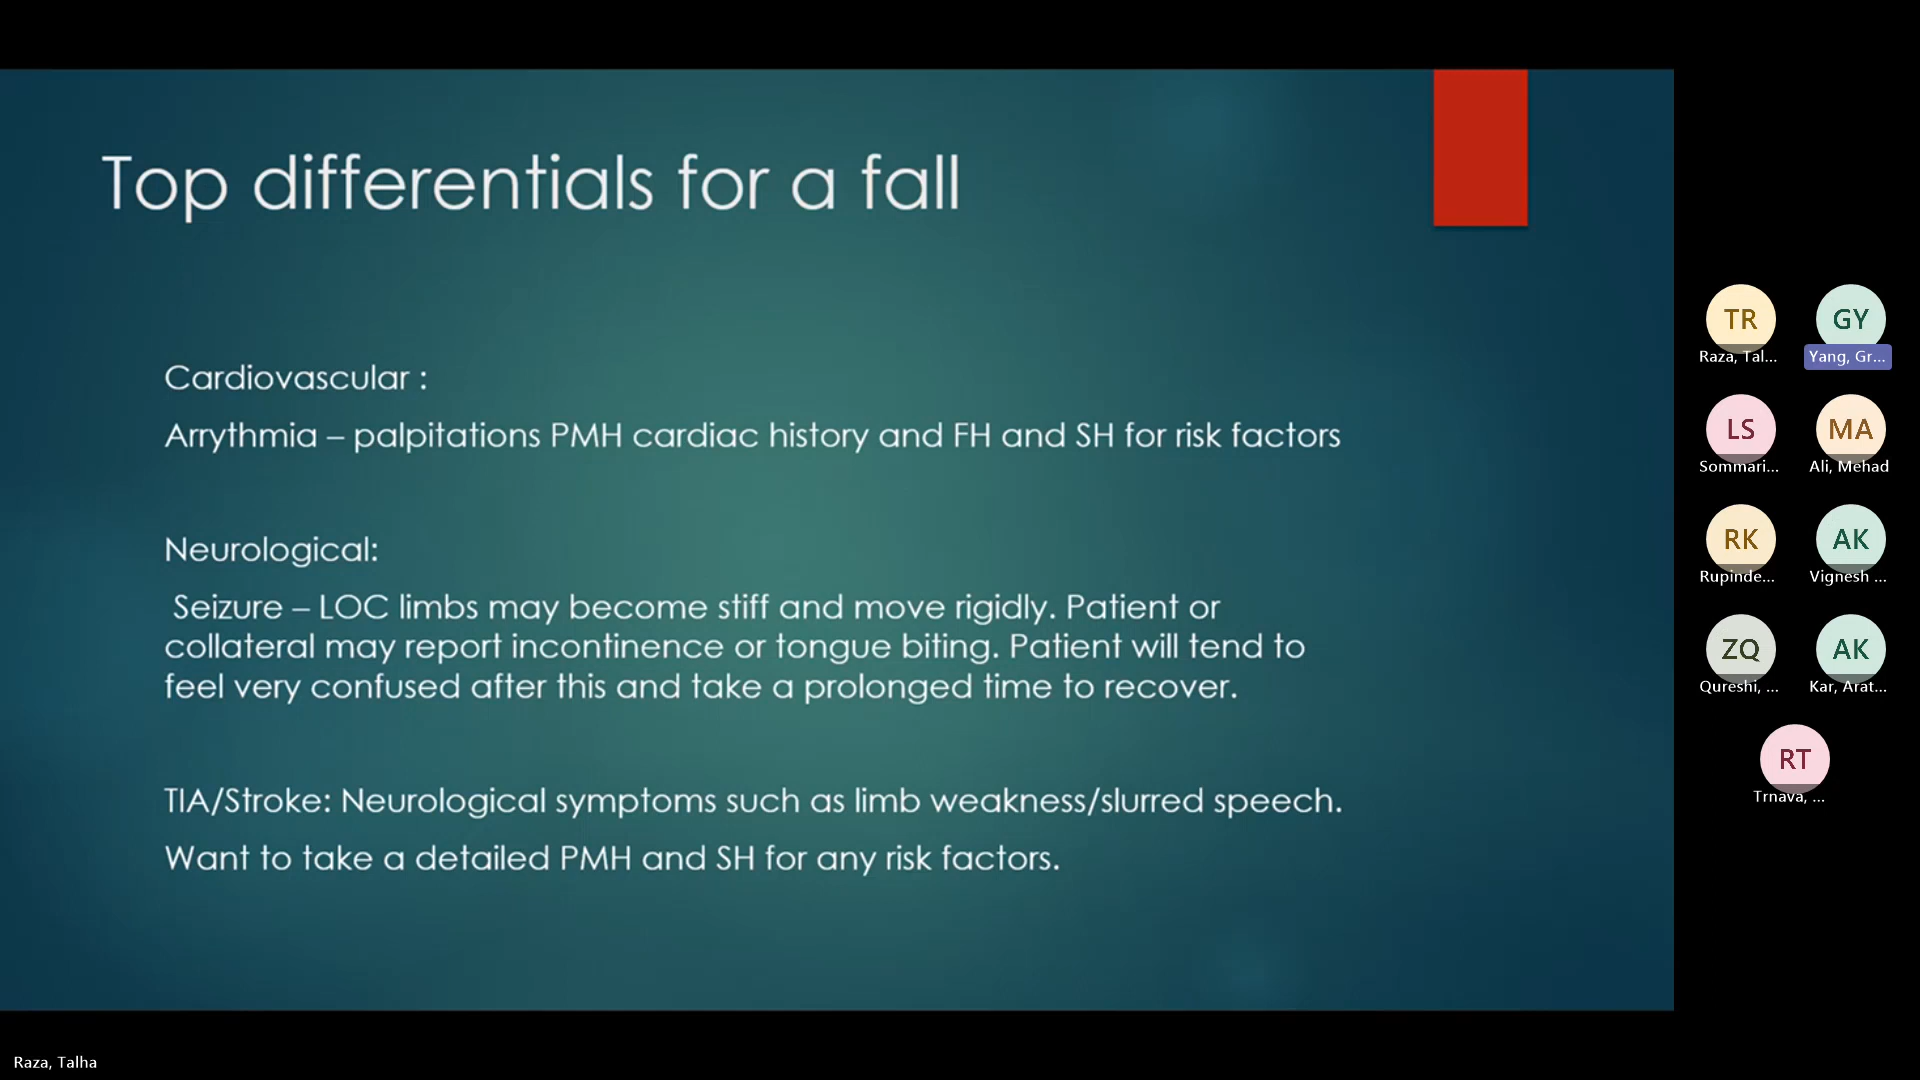 Top differentials for a fall
Cardiovascular :
Arrythmia – palpitations PMH cardiac history and FH and SH for risk factors
Neurological:
Seizure – LOC limbs may become stiff and move rigidly. Patient or
collateral may report incontinence or tongue biting. Patient will tend to
feel very confused after this and take a prolonged time to recover.
TIA/Stroke: Neurological symptoms such as limb weakness/slurred speech.
Want to take a detailed PMH and SH for any risk factors.
TR GY
Raza, Tal... Yang, Gr...
LS MA
Sommari... Ali, Mehad
RK AK
Rupinde... Vignesh ...
ZQ AK
Qureshi, ... Kar, Arat...
RT
Trnava, ...
Raza, Talha